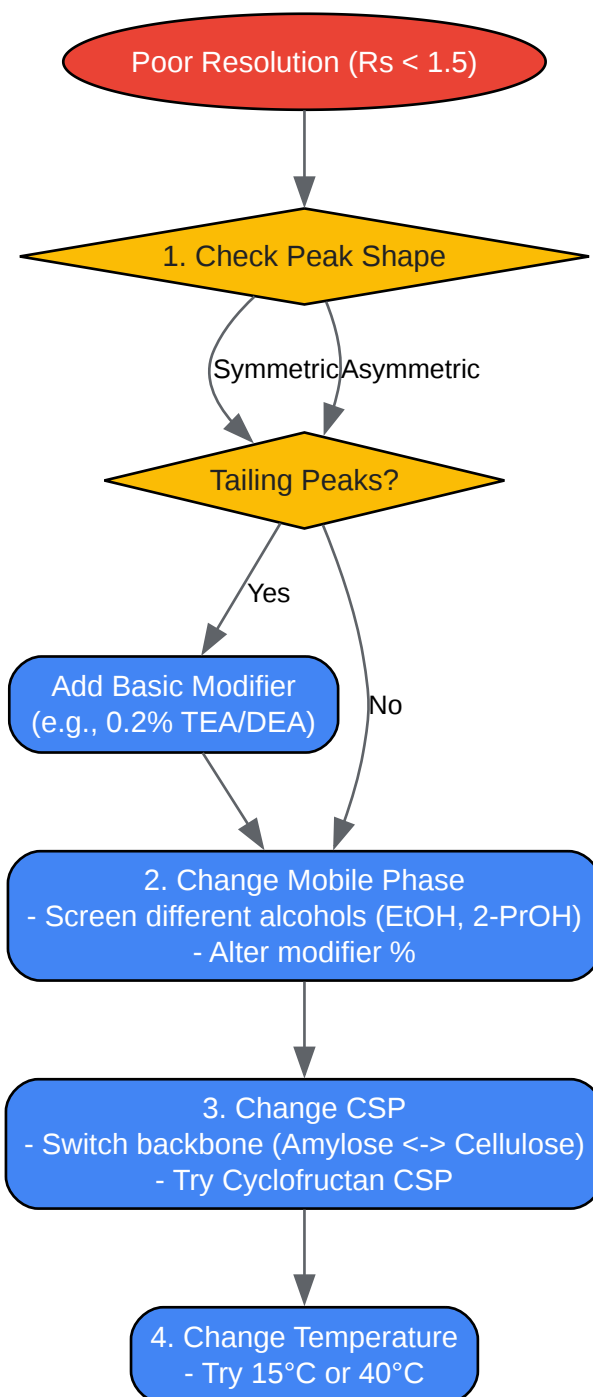 Poor Resolution (Rs < 1.5)
1. Check Peak Shape
Symmetric
Asymmetric
Tailing Peaks?
Yes
Add Basic Modifier
(e.g., 0.2% TEA/DEA)
No
2. Change Mobile Phase
- Screen different alcohols (EtOH, 2-PrOH)
- Alter modifier %
3. Change CSP
- Switch backbone (Amylose <-> Cellulose)
- Try Cyclofructan CSP
4. Change Temperature
- Try 15°C or 40°C